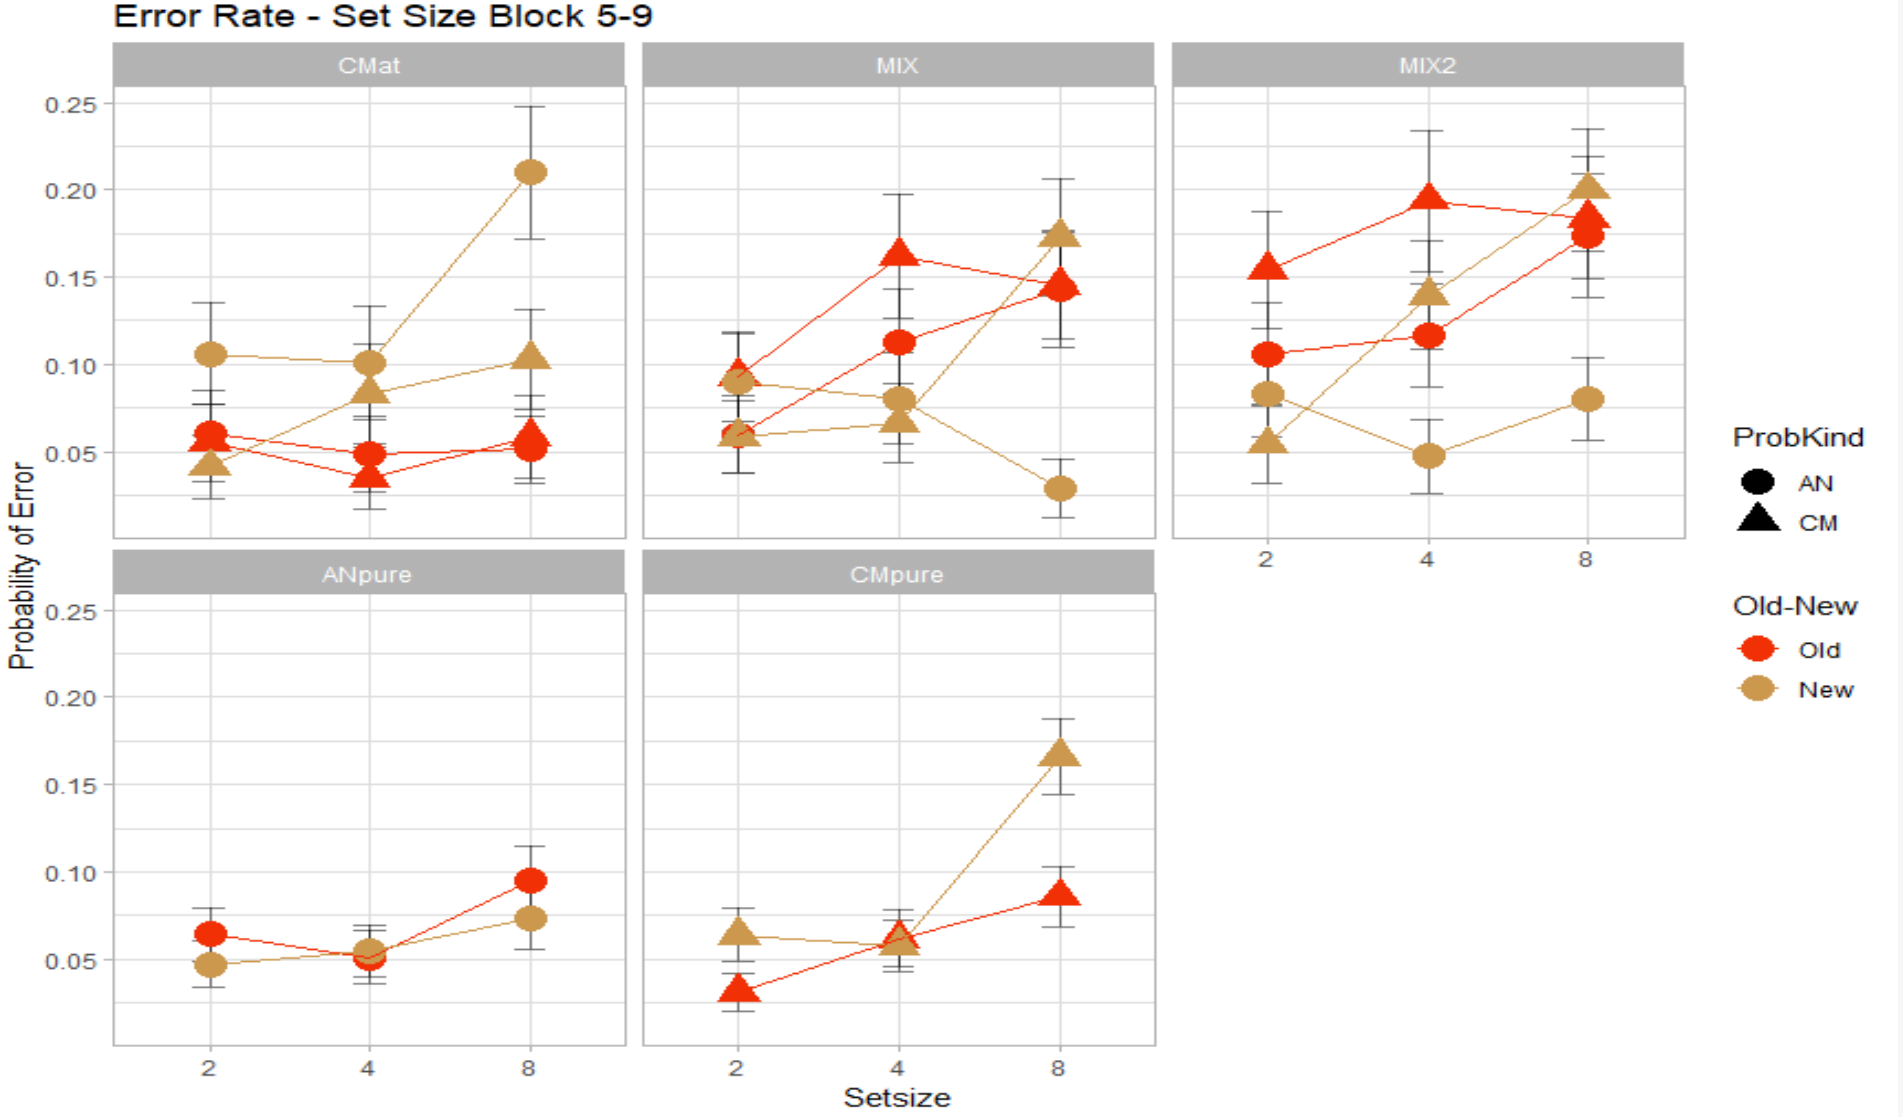 Error Rate - Set Size Block 5-9
CMat
MIX
MIX2
0.25
0.20
0.15
0.10
0.05
2
4
8
ANpure
CMpure
0.25
0.20
0.15
0.10
0.05
2
4
8
2
4
8
Setsize
Probability of Error
ProbKind
AN
CM
Old-New
Old
New